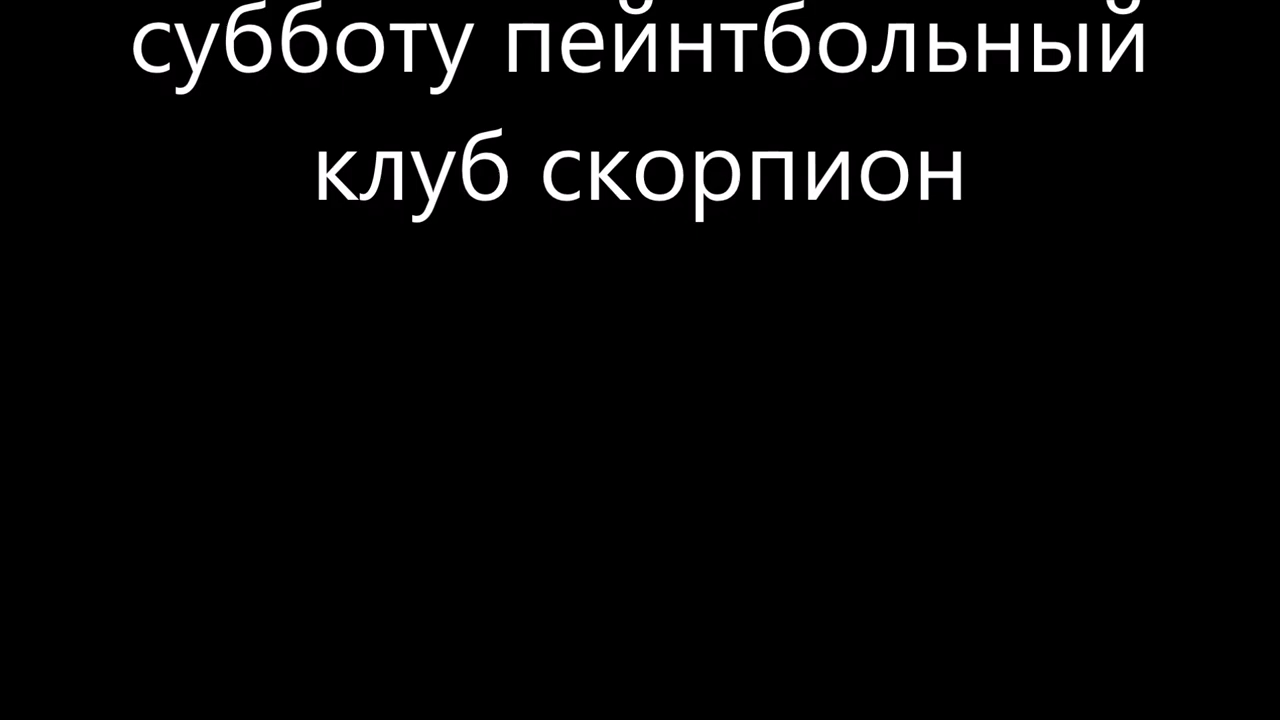 субботу пейнтбольный
клуб скорпион